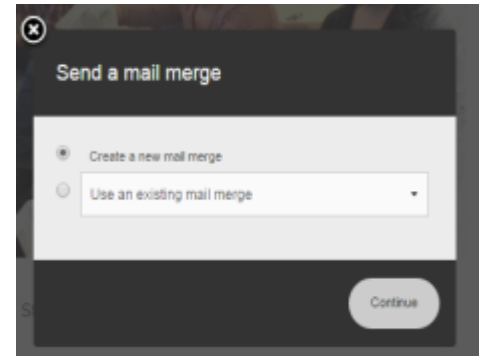 Send a mail merge
Create a new mail merge
Use an existing mail merge
Continue